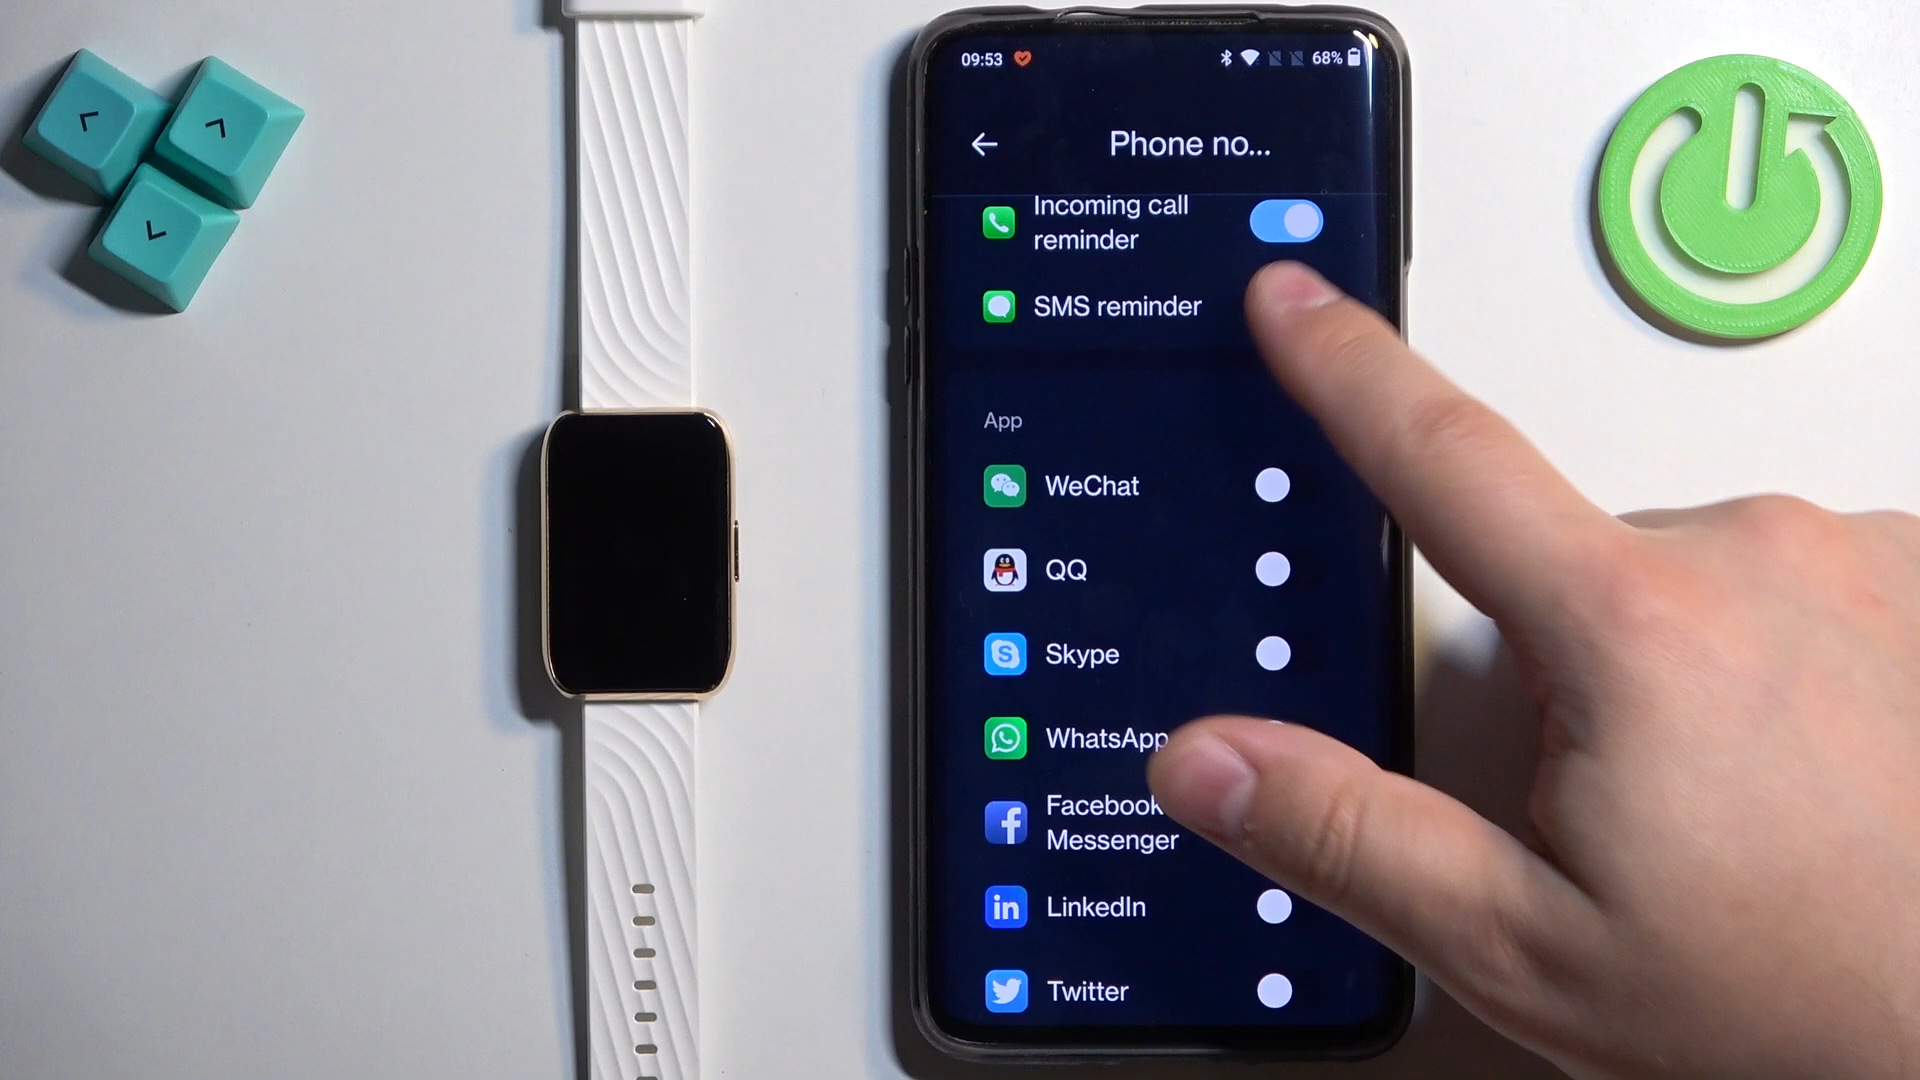 09:53
68%
Phone no...
Incoming call
reminder
SMS reminder
App
WeChat
QQ
Skype
WhatsApp
Facebook
Messenger
LinkedIn
Twitter